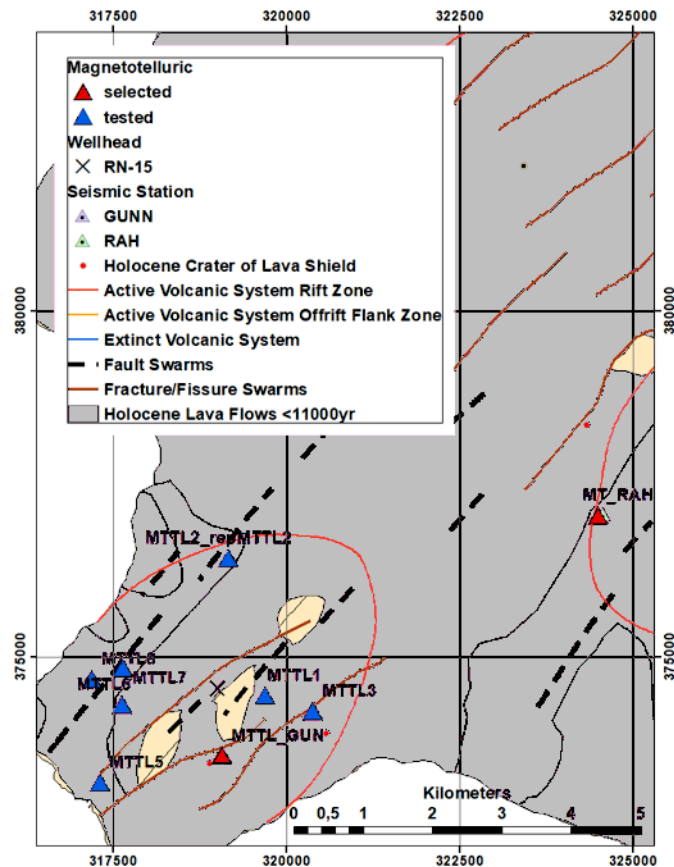 317500 320000 322500 325000
Magnetotelluric
selected
tested
Wellhead
RN-15
Seismic Station
GUNN
RAH
Holocene Crater of Lava Shield
Active Volcanic System Rift Zone
Active Volcanic System Offrift Flank Zone
Extinct Volcanic System
Fault Swarms
Fracture/Fissure Swarms
Holocene Lava Flows <11000yr
380000 380000
MT_RAH
MTTL2_rep MTTL2
375000 375000
MTTL7
MTTL1
MTTL3
MTTL_GUN
MTTL5
Kilometers
0 0,5 1 2 3 4 5
317500 320000 322500 325000